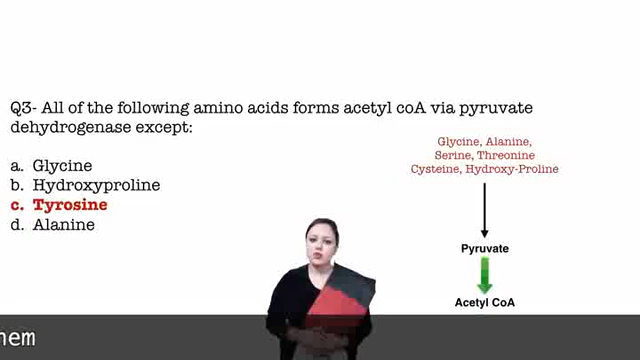 Q3- All of the following amino acids forms acetyl coA via pyruvate
dehydrogenase except:
a. Glycine
b. Hydroxyproline
c. Tyrosine
d. Alanine
Glycine, Alanine,
Serine, Threonine
Cysteine, Hydroxy-Proline
Pyruvate
Acetyl CoA